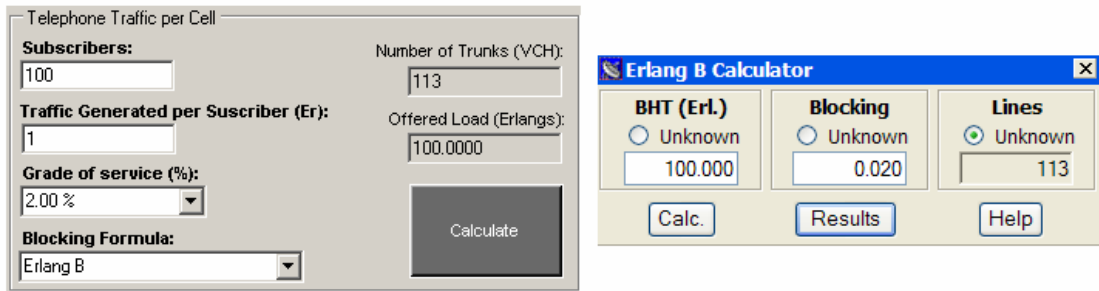 Telephone Traffic per Cell
Subscribers:
100
Number of Trunks (VCH):
113
Traffic Generated per Suscriber (Er):
1
Offered Load (Erlangs):
100.0000
Grade of service (%):
2.00 %
Calculate
Blocking Formula:
Erlang B
Erlang B Calculator
BHT (Erl.)
Unknown
100.000
Blocking
Unknown
0.020
Lines
Unknown
113
Calc.
Results
Help